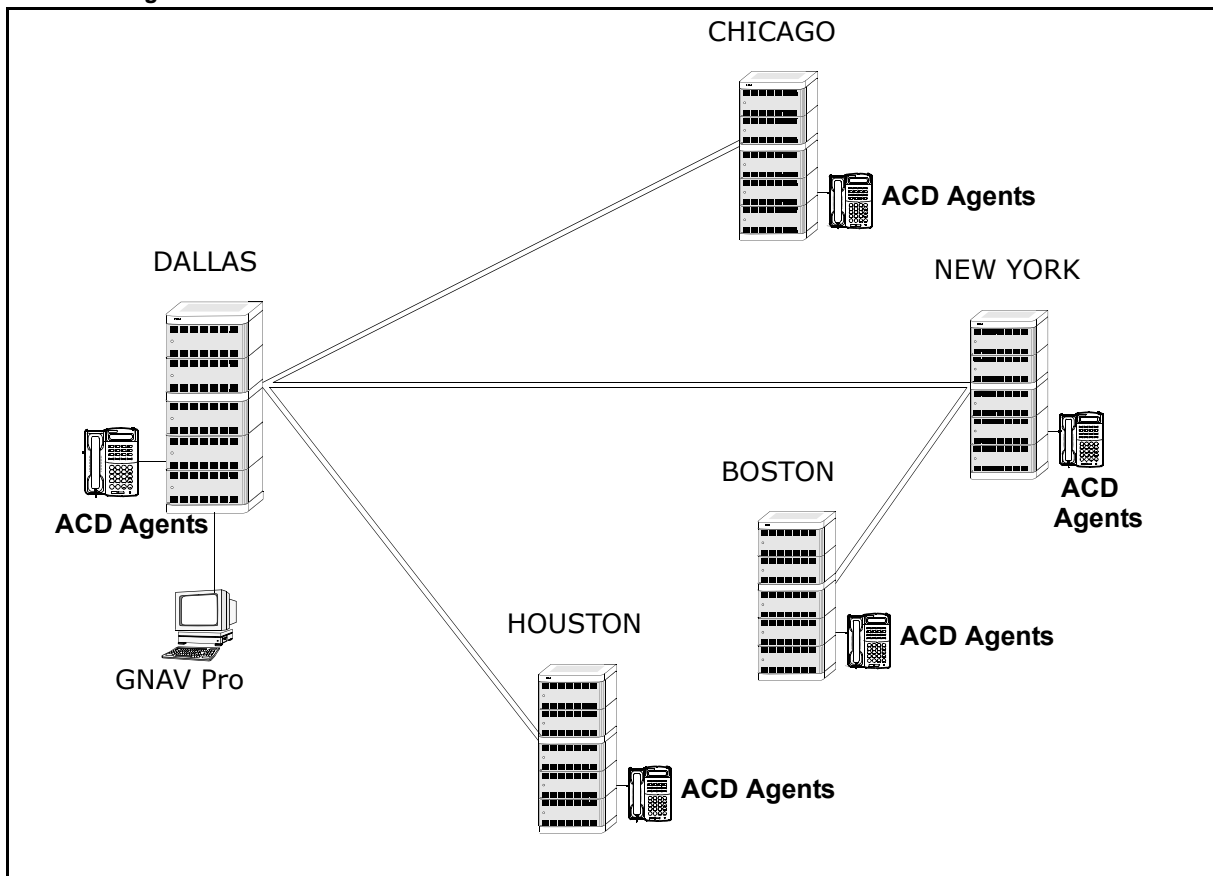 CHICAGO
ACD Agents
DALLAS
NEW YORK
ACD Agents
BOSTON
ACD
Agents
HOUSTON
ACD Agents
GNAV Pro
ACD Agents